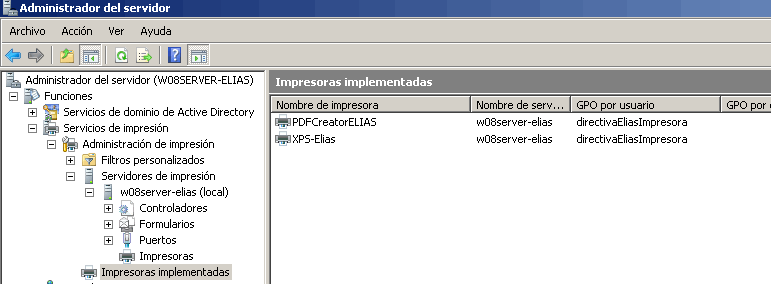 Administrador del servidor
Archivo Acción Ver Ayuda
Administrador del servidor (W08SERVER-ELIAS)
Funciones
Servicios de dominio de Active Directory
Servicios de impresión
Administración de impresión
Filtros personalizados
Servidores de impresión
w08server-elias (local)
Controladores
Formularios
Puertos
Impresoras
Impresoras implementadas
Impresoras implementadas
Nombre de impresora Nombre de serv... GPO por usuario GPO por
PDFCreatorELIAS w08server-elias directivaEliasImpresora
XPS-Elias w08server-elias directivaEliasImpresora